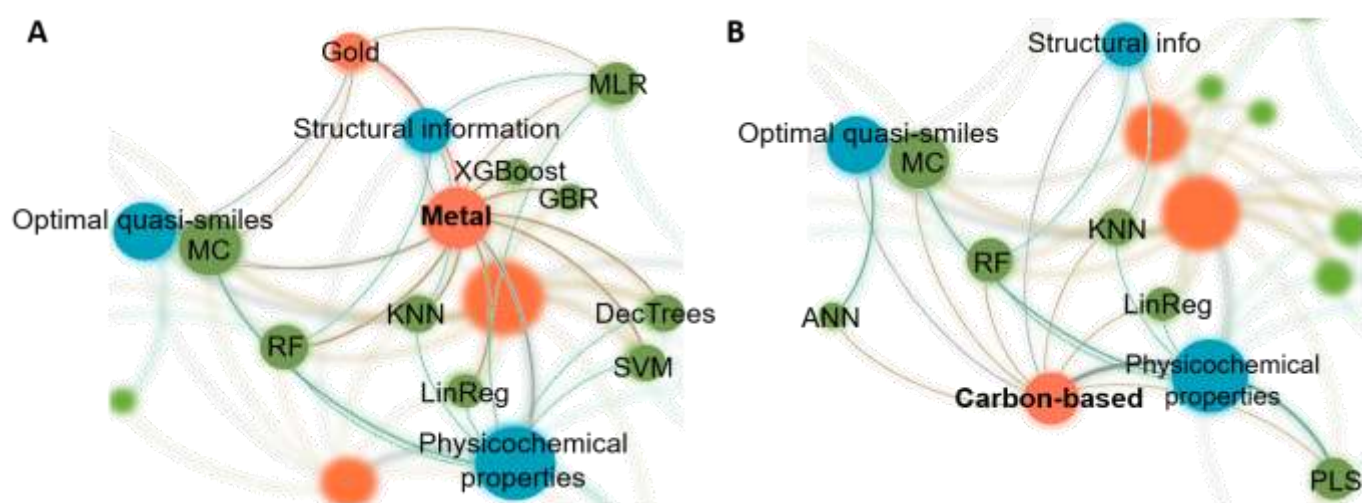 A
Gold
MLR
Structural information
XGBoost
GBR
Metal
Optimal quasi-smiles
MC
KNN
DecTrees
RF
SVM
LinReg
Physicochemical
properties
B
Structural info
Optimal quasi-smiles
MC
KNN
RF
LinReg
ANN
Physicochemical
properties
Carbon-based
PLS